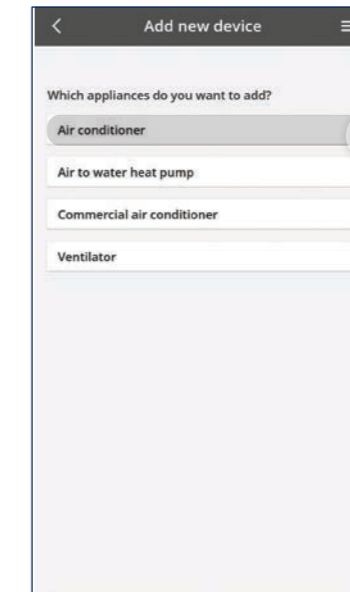 Add new device
Which appliances do you want to add?
Air conditioner
Air to water heat pump
Commercial air conditioner
Ventilator